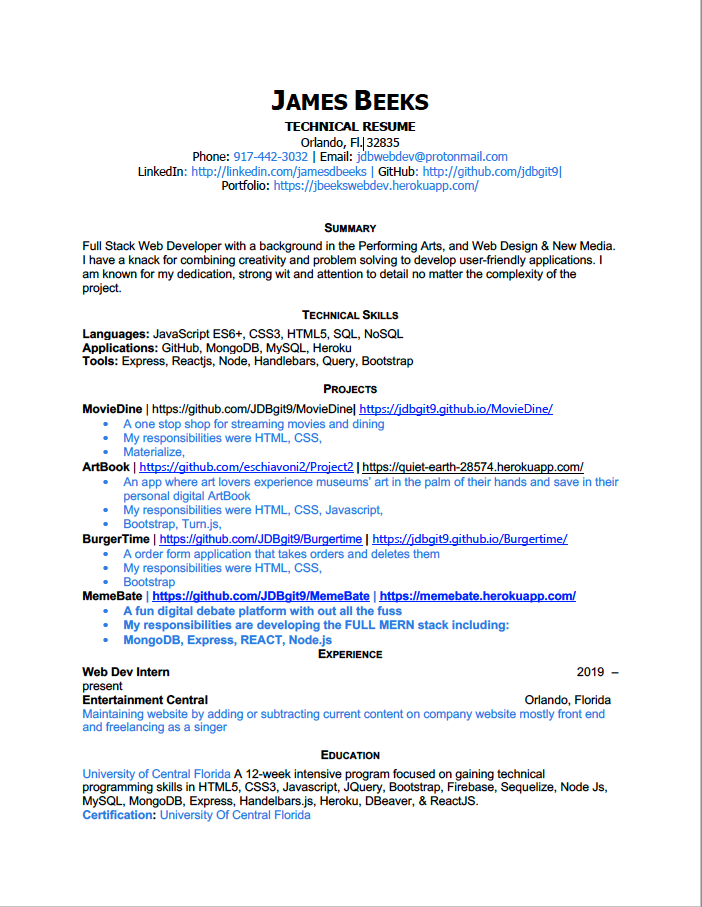 JAMES BEEKS
TECHNICAL RESUME
Orlando, Fl.|32835
Phone: 917-442-3032 | Email: jdbwebdev@protonmail.com
LinkedIn: http://linkedin.com/jamesdbeeks | GitHub: http://github.com/jdbgit9|
Portfolio: https://jbeekswebdev.herokuapp.com/
SUMMARY
Full Stack Web Developer with a background in the Performing Arts, and Web Design & New Media.
I have a knack for combining creativity and problem solving to develop user-friendly applications. I
am known for my dedication, strong wit and attention to detail no matter the complexity of the
project.
TECHNICAL SKILLS
Languages: JavaScript ES6+, CSS3, HTML5, SQL, NoSQL
Applications: GitHub, MongoDB, MySQL, Heroku
Tools: Express, Reactjs, Node, Handlebars, Query, Bootstrap
PROJECTS
MovieDine | https://github.com/JDBgit9/MovieDine| https://jdbgit9.github.io/MovieDine/
• A one stop shop for streaming movies and dining
• My responsibilities were HTML, CSS,
• Materialize,
ArtBook | https://github.com/eschiavoni2/Project2 | https://quiet-earth-28574.herokuapp.com/
• An app where art lovers experience museums' art in the palm of their hands and save in their
personal digital ArtBook
• My responsibilities were HTML, CSS, Javascript,
• Bootstrap, Turn.js,
BurgerTime | https://github.com/JDBgit9/Burgertime | https://jdbgit9.github.io/Burgertime/
• A order form application that takes orders and deletes them
• My responsibilities were HTML, CSS,
• Bootstrap
MemeBate | https://github.com/JDBgit9/MemeBate | https://memebate.herokuapp.com/
• A fun digital debate platform with out all the fuss
• My responsibilities are developing the FULL MERN stack including:
• MongoDB, Express, REACT, Node.js
EXPERIENCE
Web Dev Intern 2019 –
present
Entertainment Central Orlando, Florida
Maintaining website by adding or subtracting current content on company website mostly front end
and freelancing as a singer
EDUCATION
University of Central Florida A 12-week intensive program focused on gaining technical
programming skills in HTML5, CSS3, Javascript, JQuery, Bootstrap, Firebase, Sequelize, Node Js,
MySQL, MongoDB, Express, Handelbars.js, Heroku, DBeaver, & ReactJS.
Certification: University Of Central Florida